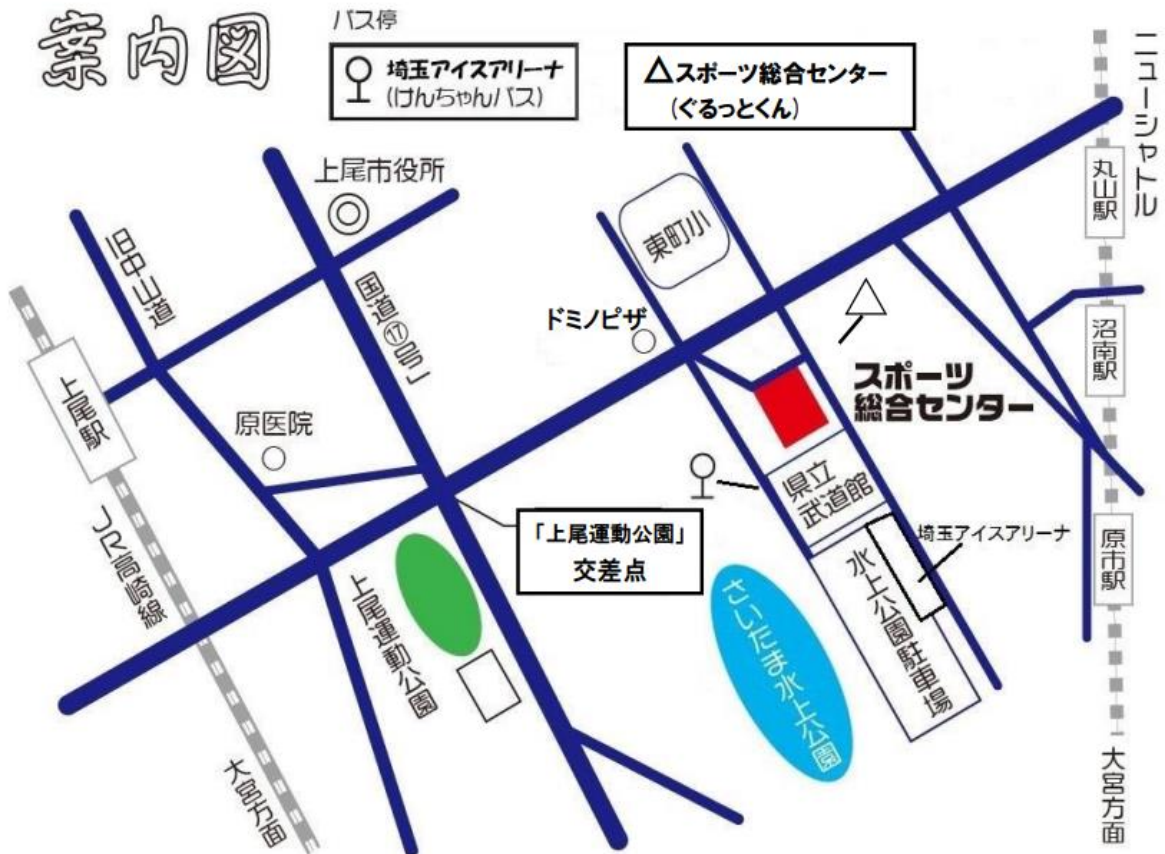 案内図
バス停
埼玉アイスアリーナ
(けんちゃんバス)
△スポーツ総合センター
(ぐるっとくん)
ニューシャトル
丸山駅
上尾市役所
東町小
旧中山道
国道⑰号
ドミノピザ
沼南駅
上尾駅
スポーツ
総合センター
原医院
県立
武道館
「上尾運動公園」
交差点
埼玉アイスアリーナ
原市駅
JR高崎線
上尾運動公園
さいたま水上公園
水上公園駐車場
大宮方面
大宮方面